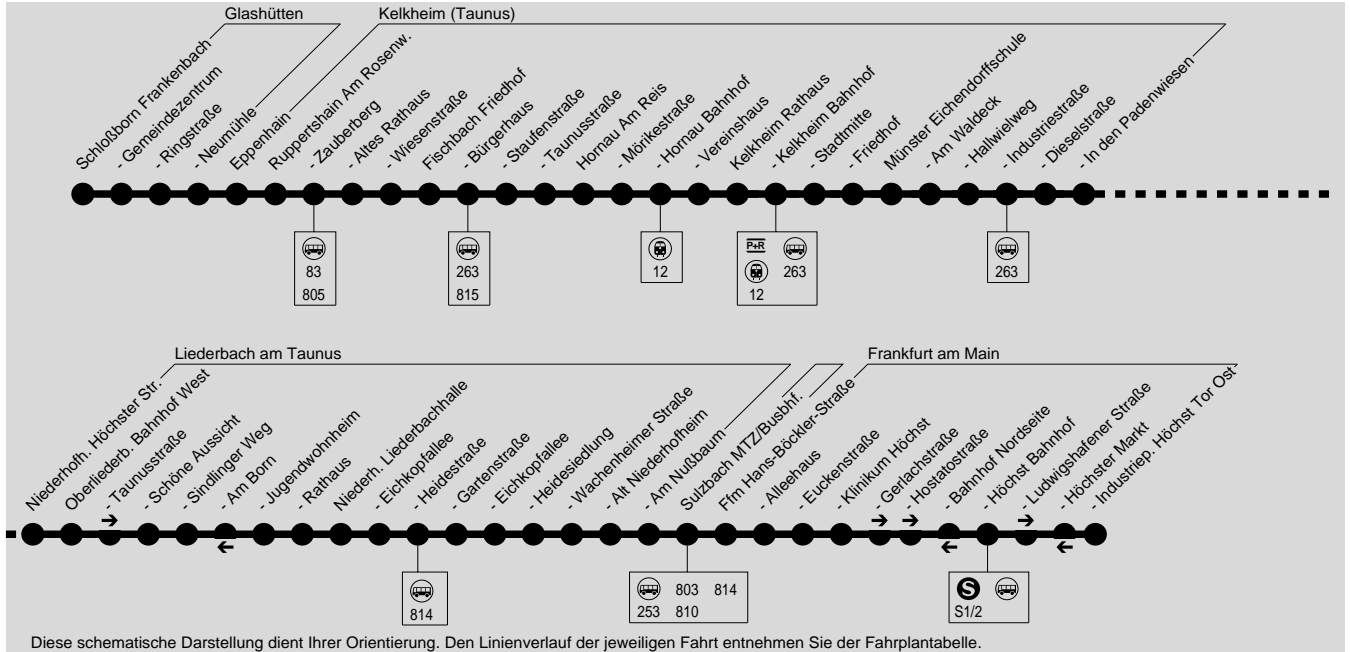 Glashütten
Kelkheim (Taunus)
Schloßborn Frankenbach
- Gemeindezentrum
- Ringstraße
- Neumühle
Eppenhain
Ruppertshain Am Rosenw.
- Zauberberg
- Altes Rathaus
- Wiesenstraße
Fischbach Friedhof
- Bürgerhaus
- Staufenstraße
- Taunusstraße
Hornau Am Reis
- Mörikestraße
- Hornau Bahnhof
- Vereinshaus
Kelkheim Rathaus
- Kelkheim Bahnhof
- Stadtmitte
- Friedhof
Münster Eichendorffschule
- Am Waldeck
- Hallwielweg
- Industriestraße
- Dieselstraße
- In den Padenwiesen
83
805
263
815
12
P+R
263
12
263
Liederbach am Taunus
Frankfurt am Main
Niederhofh. Höchster Str.
Oberliederb. Bahnhof West
- Taunusstraße
- Schöne Aussicht
- Sindlinger Weg
- Am Born
- Jugendwohnheim
- Rathaus
Niederh. Liederbachhalle
- Eichkopfallee
- Heidestraße
- Gartenstraße
- Eichkopfallee
- Heidesiedlung
- Wachenheimer Straße
- Alt Niederhofheim
- Am Nußbaum
Sulzbach MTZ/Busbhf.
Ffm Hans-Böckler-Straße
- Alleehaus
- Euckenstraße
- Klinikum Höchst
- Gerlachstraße
- Hostatostraße
- Bahnhof Nordseite
- Höchst Bahnhof
- Ludwigshafener Straße
- Höchster Markt
- Industriep. Höchst Tor Ost
814
803 814
253 810
S
S1/2
Diese schematische Darstellung dient Ihrer Orientierung. Den Linienverlauf der jeweiligen Fahrt entnehmen Sie der Fahrplantabelle.